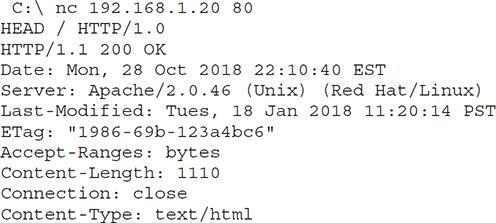 C:\ nc 192.168.1.20 80
HEAD / HTTP/1.0
HTTP/1.1 200 OK
Date: Mon, 28 Oct 2018 22:10:40 EST
Server: Apache/2.0.46 (Unix) (Red Hat/Linux)
Last-Modified: Tues, 18 Jan 2018 11:20:14 PST
ETag: "1986-69b-123a4bc6"
Accept-Ranges: bytes
Content-Length: 1110
Connection: close
Content-Type: text/html